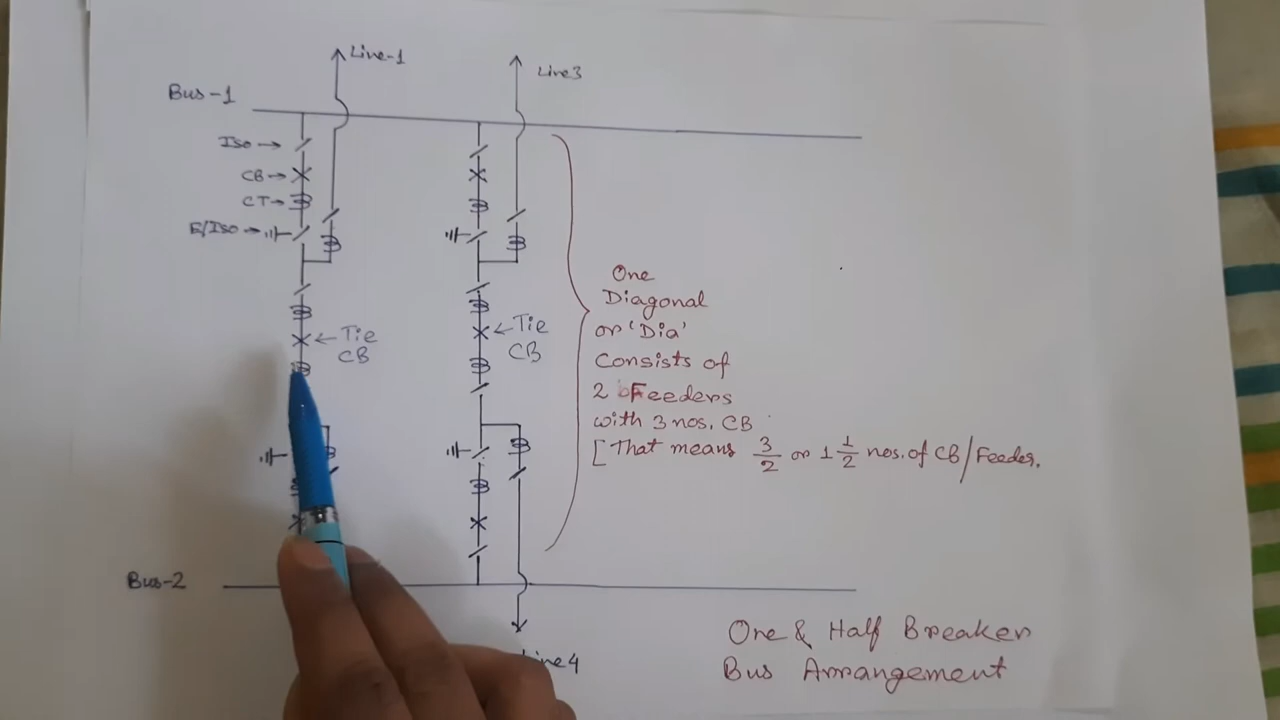 Line-1
Line3
Bus-1
Iso→
CB→
CT→
E/Iso→
←Tie
CB
←Tie
CB
One
Diagonal
or 'Dia'
Consists of
2 Feeders
with 3 nos. CB
[That means 3/2 or 1 1/2 nos. of CB/Feeder.
Bus-2
One & Half Breaker
Bus Arrangement